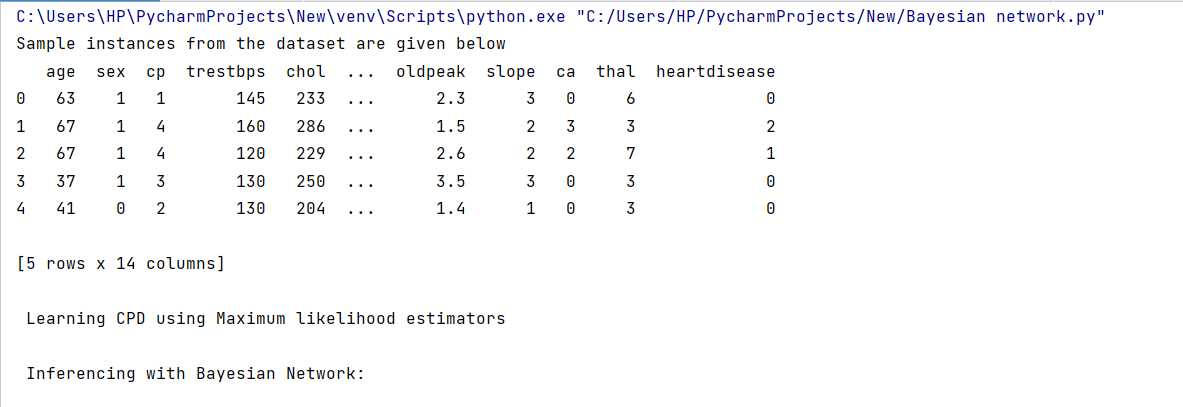 C:\Users\HP\PycharmProjects\New\venv\Scripts\python.exe "C:/Users/HP/PycharmProjects/New/Bayesian network.py"
Sample instances from the dataset are given below
   age  sex  cp  trestbps  chol  ...  oldpeak  slope  ca  thal  heartdisease
0   63    1   1       145   233  ...      2.3      3   0     6             0
1   67    1   4       160   286  ...      1.5      2   3     3             2
2   67    1   4       120   229  ...      2.6      2   2     7             1
3   37    1   3       130   250  ...      3.5      3   0     3             0
4   41    0   2       130   204  ...      1.4      1   0     3             0
[5 rows x 14 columns]
Learning CPD using Maximum likelihood estimators
Inferencing with Bayesian Network: